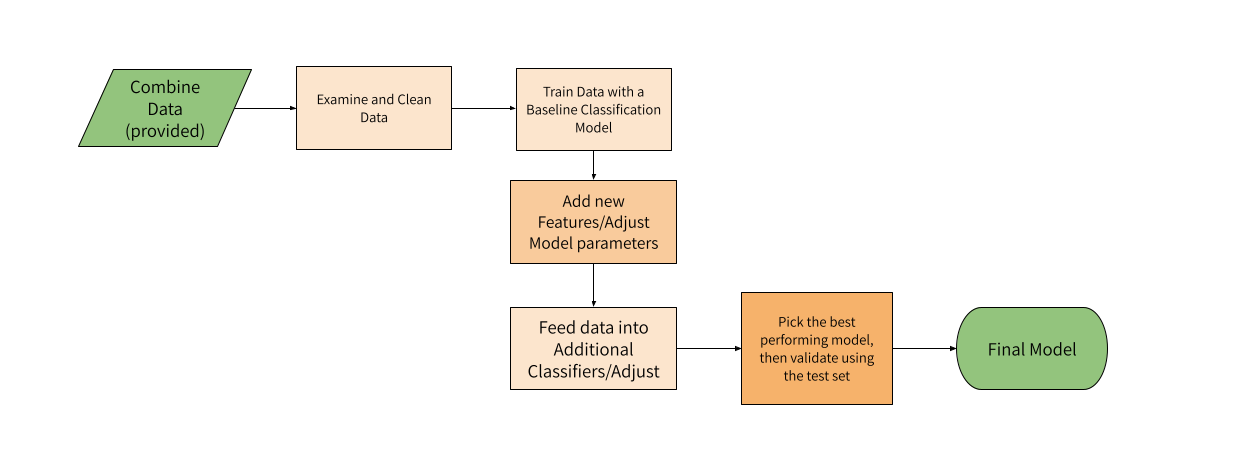 Combine
Data
(provided)
Examine and Clean
Data
Train Data with a
Baseline Classification
Model
Add new
Features/Adjust
Model parameters
Feed data into
Additional
Classifiers/Adjust
Pick the best
performing model,
then validate using
the test set
Final Model